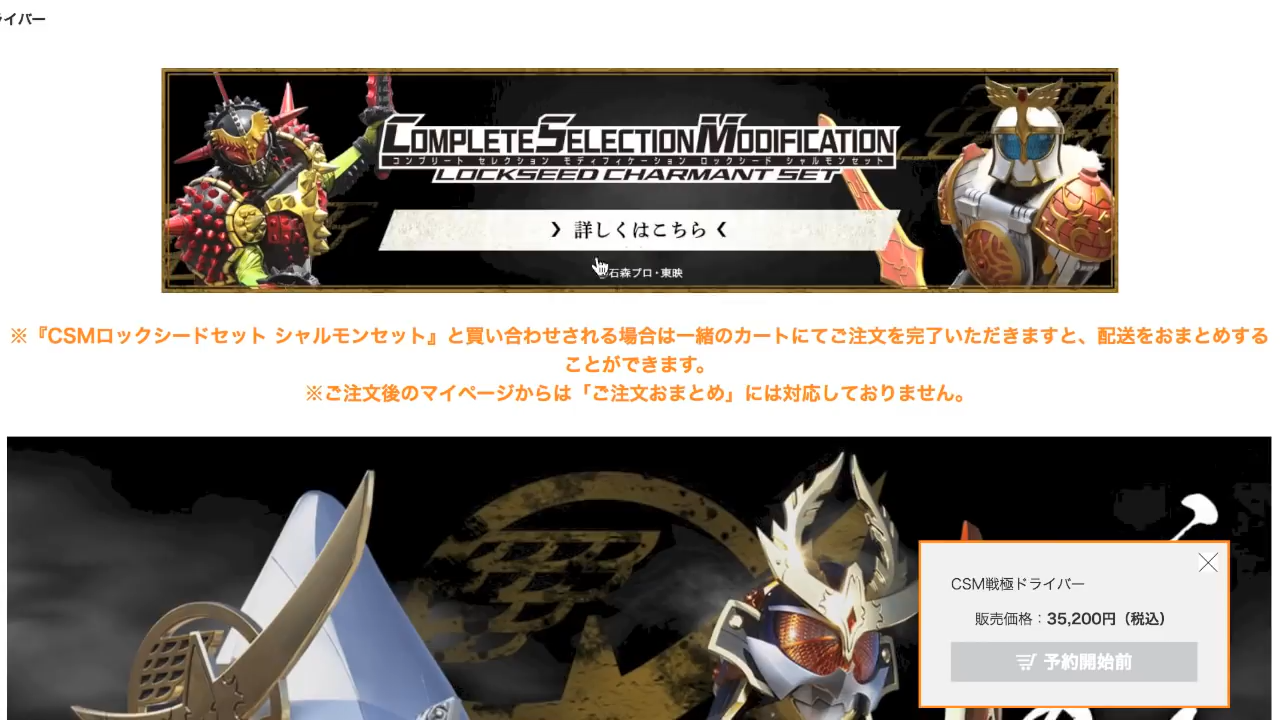 ライバー
COMPLETE SELECTION MODIFICATION
コンプリート セレクション モディフィケーション ロックシード シャルモンセット
LOCKSEED CHARMANT SET
❯ 詳しくはこちら ❮
石森プロ・東映
※『CSMロックシードセット シャルモンセット』と買い合わせされる場合は一緒のカートにてご注文を完了いただきますと、配送をおまとめする
ことができます。
※ご注文後のマイページからは「ご注文おまとめ」には対応しておりません。
CSM戦極ドライバー
販売価格：35,200円（税込）
予約開始前